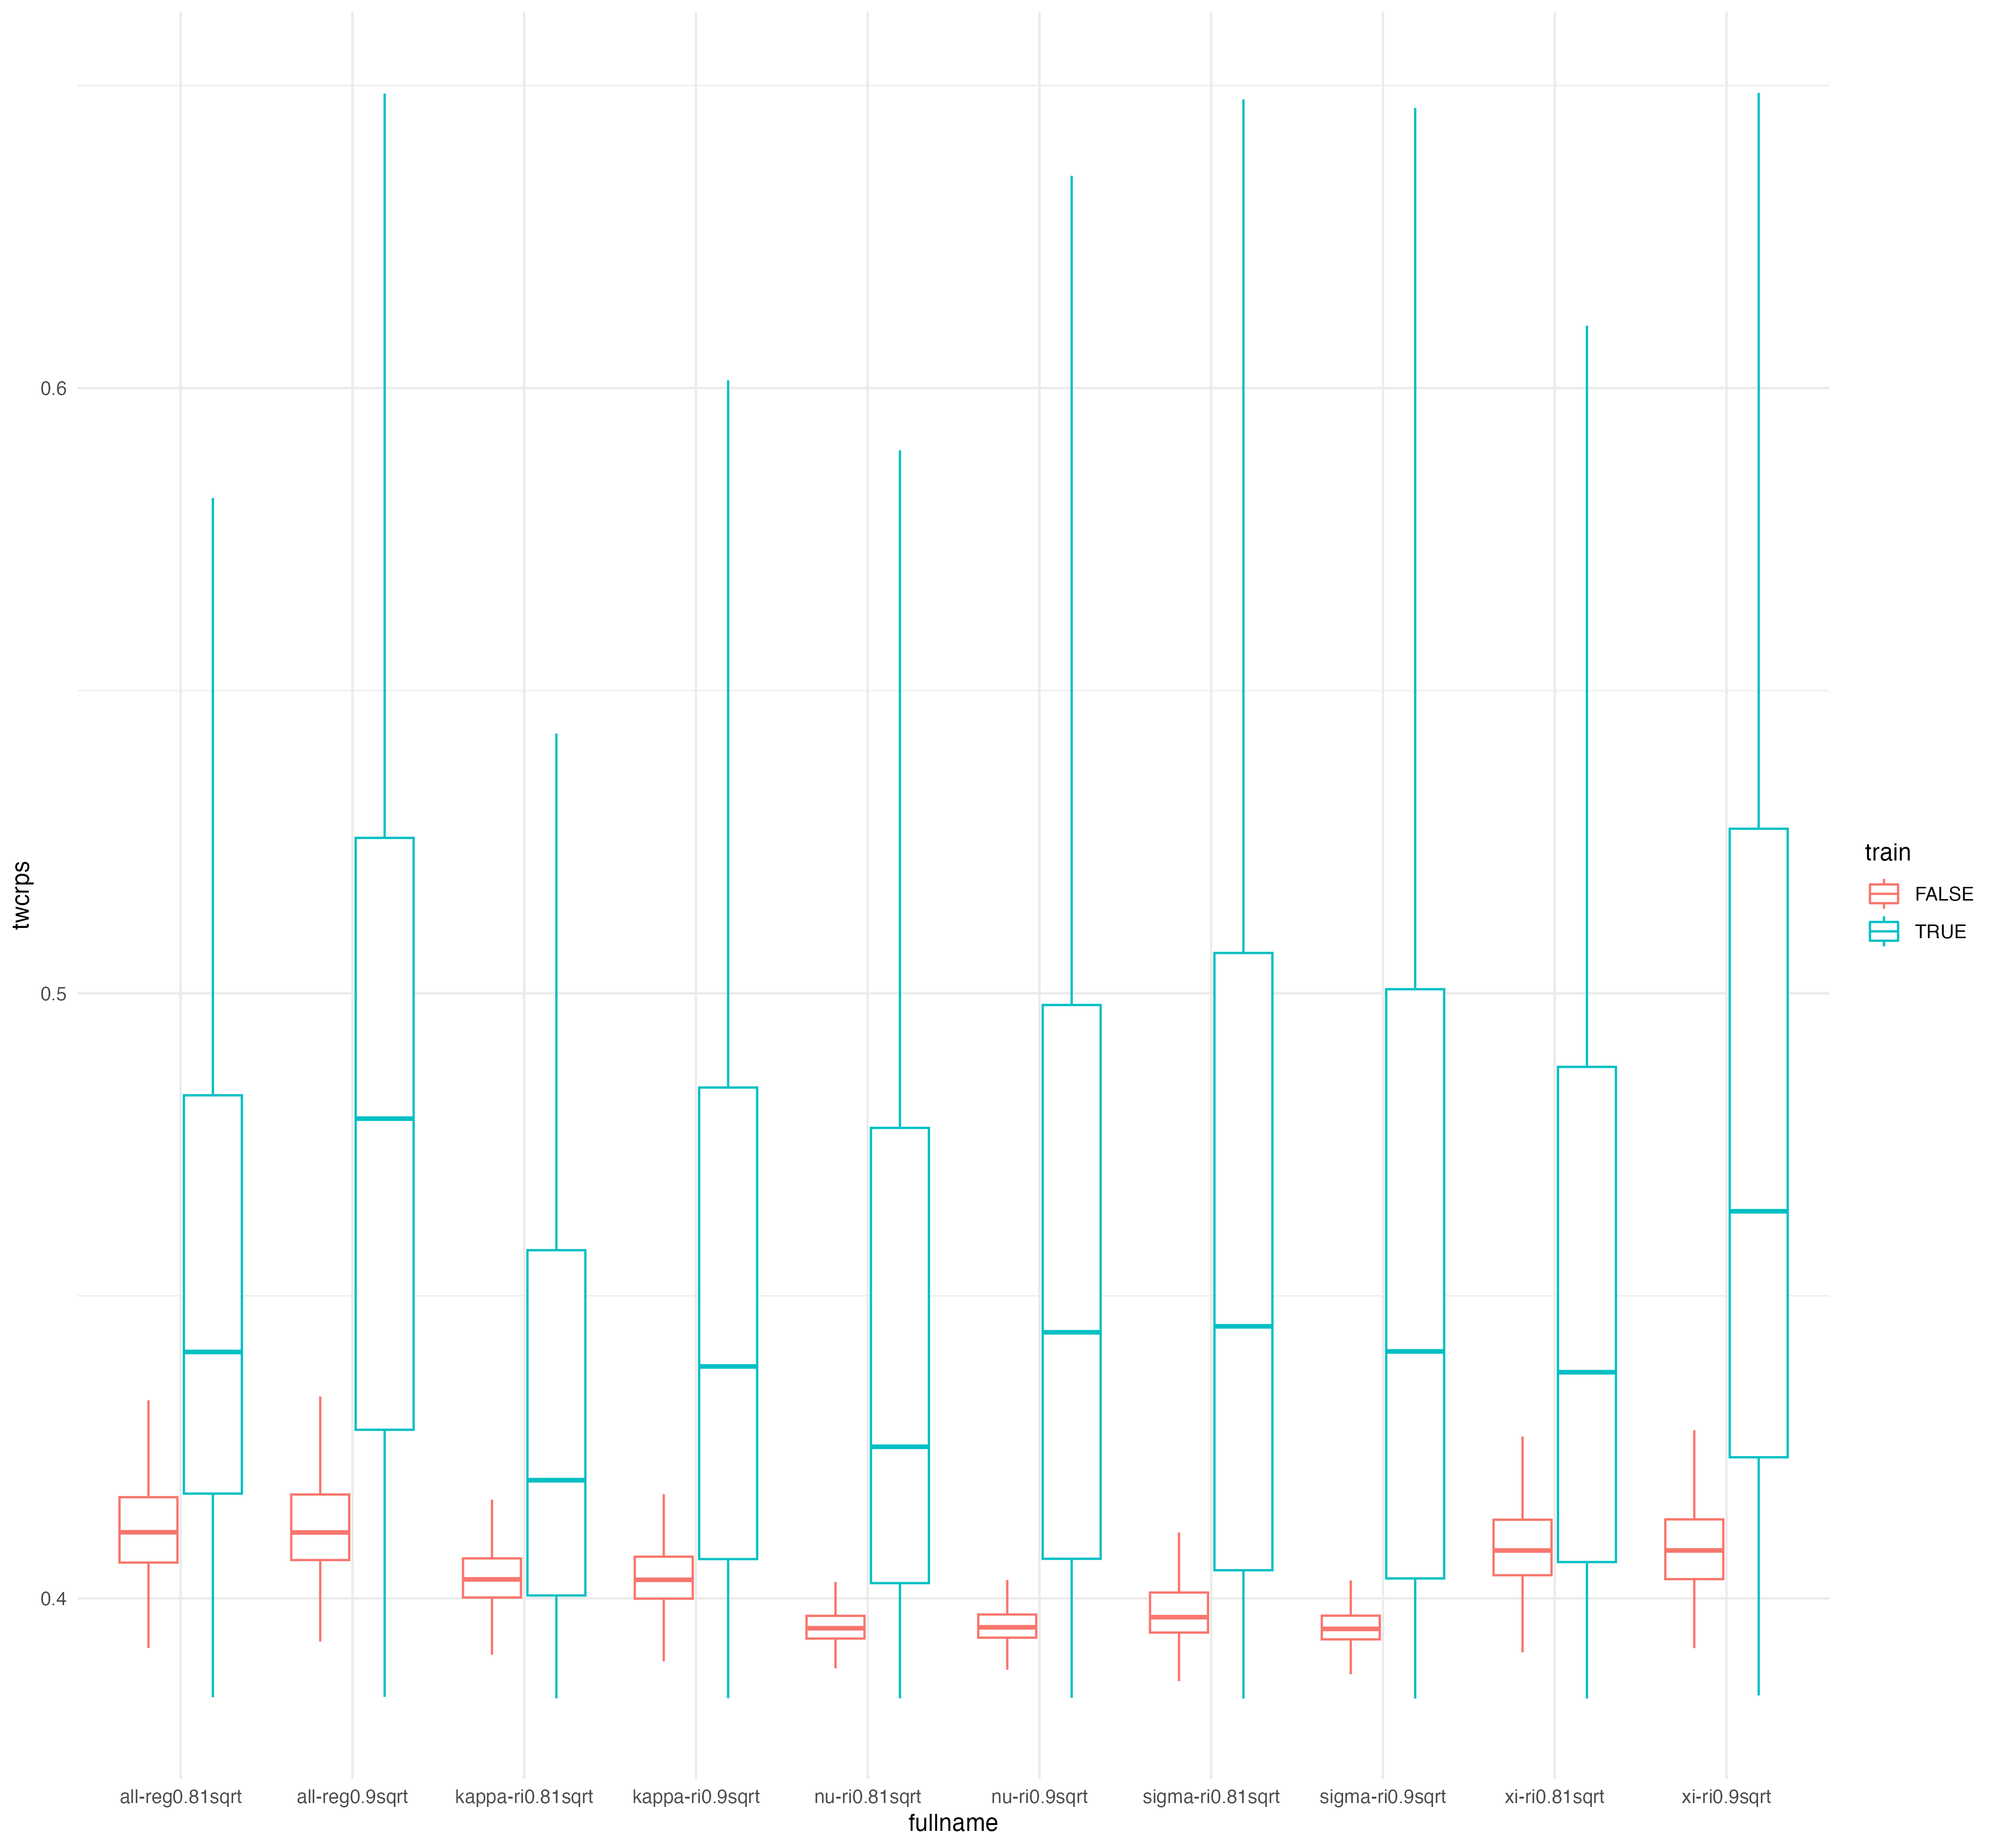 twcrps
0.6
0.5
0.4
all-reg0.81sqrt
all-reg0.9sqrt
kappa-ri0.81sqrt
kappa-ri0.9sqrt
nu-ri0.81sqrt
nu-ri0.9sqrt
sigma-ri0.81sqrt
sigma-ri0.9sqrt
xi-ri0.81sqrt
xi-ri0.9sqrt
fullname
train
FALSE
TRUE